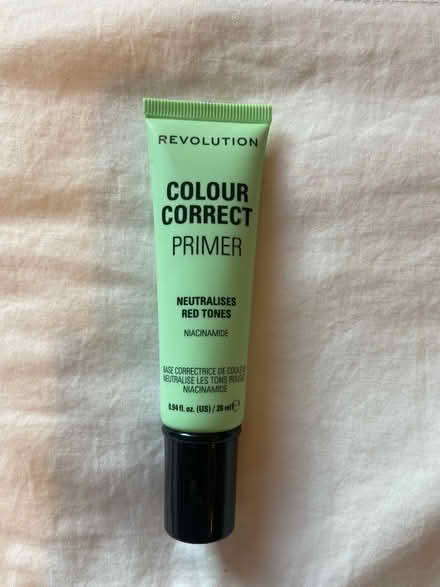 REVOLUTION
COLOUR
CORRECT
PRIMER
NEUTRALISES
RED TONES
NIACINAMIDE
BASE CORRECTRICE DE COULEUR
NEUTRALISE LES TONS ROUGE
NIACINAMIDE
0.94 fl. oz. (US) / 28 ml ℮